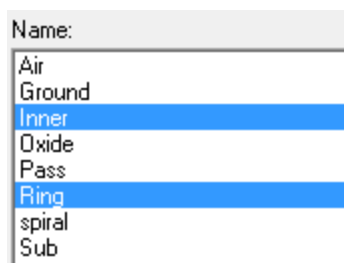 Name:
Air
Ground
Inner
Oxide
Pass
Ring
spiral
Sub